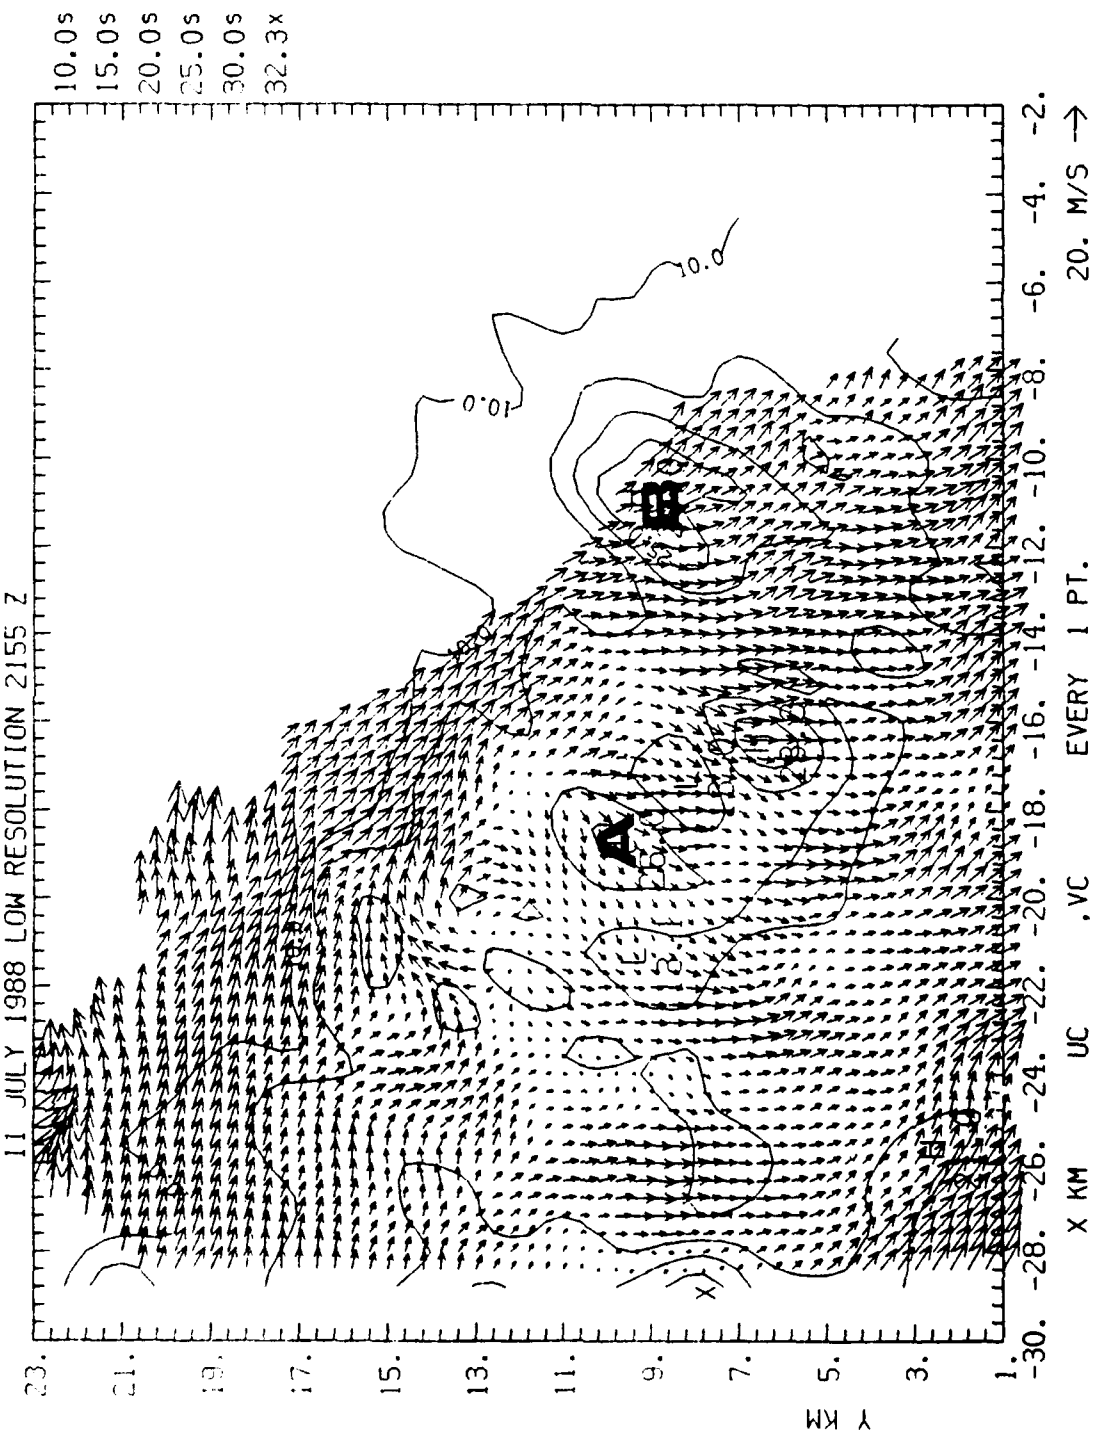 11 JULY 1988 LOW RESOLUTION 2155 Z
10.0s
15.0s
20.0s
25.0s
30.0s
32.3x
23.
21.
19.
17.
15.
13.
11.
9.
7.
5.
3.
1.
Y KM
-30.
-28.
-26.
-24.
-22.
-20.
-18.
-16.
-14.
-12.
-10.
-8.
-6.
-4.
-2.
X KM
UC
,VC
EVERY 1 PT.
20. M/S →
10.0
10.0
10.0
A
B
X
L
H